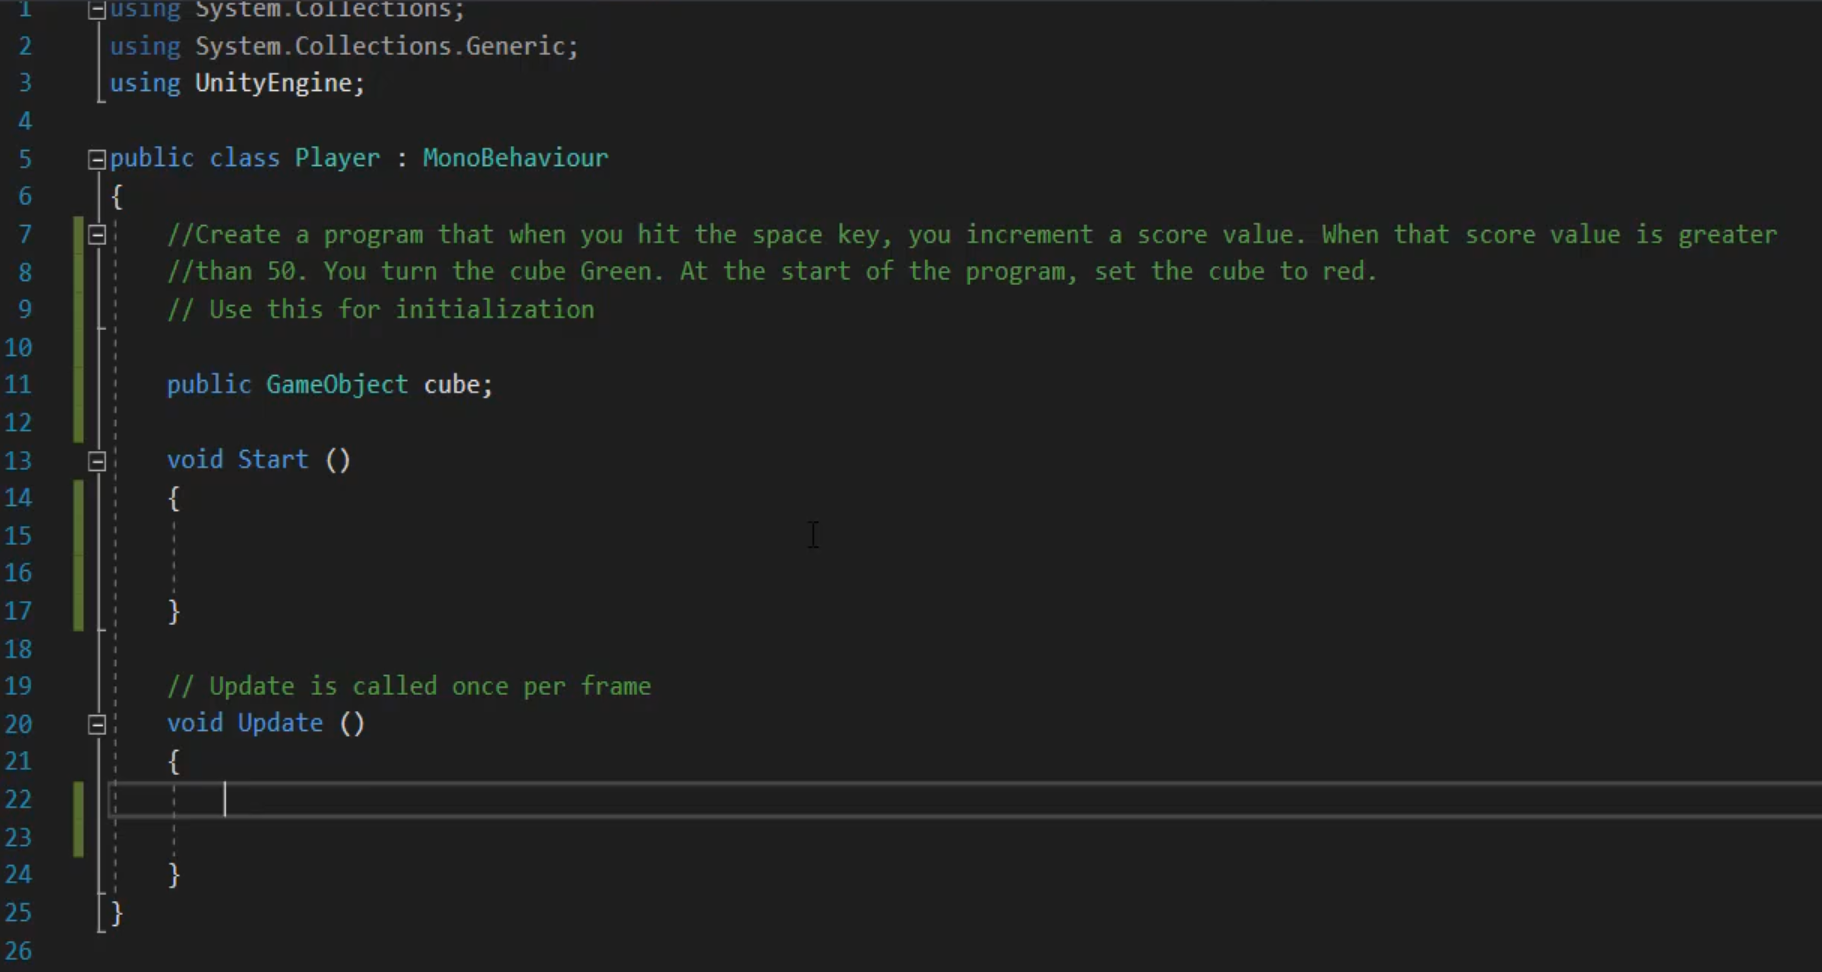 1 using System.Collections;
2 using System.Collections.Generic;
3 using UnityEngine;
4
5 public class Player : MonoBehaviour
6 {
7 //Create a program that when you hit the space key, you increment a score value. When that score value is greater
8 //than 50. You turn the cube Green. At the start of the program, set the cube to red.
9 // Use this for initialization
10
11 public GameObject cube;
12
13 void Start ()
14 {
15
16
17 }
18
19 // Update is called once per frame
20 void Update ()
21 {
22
23
24 }
25 }
26